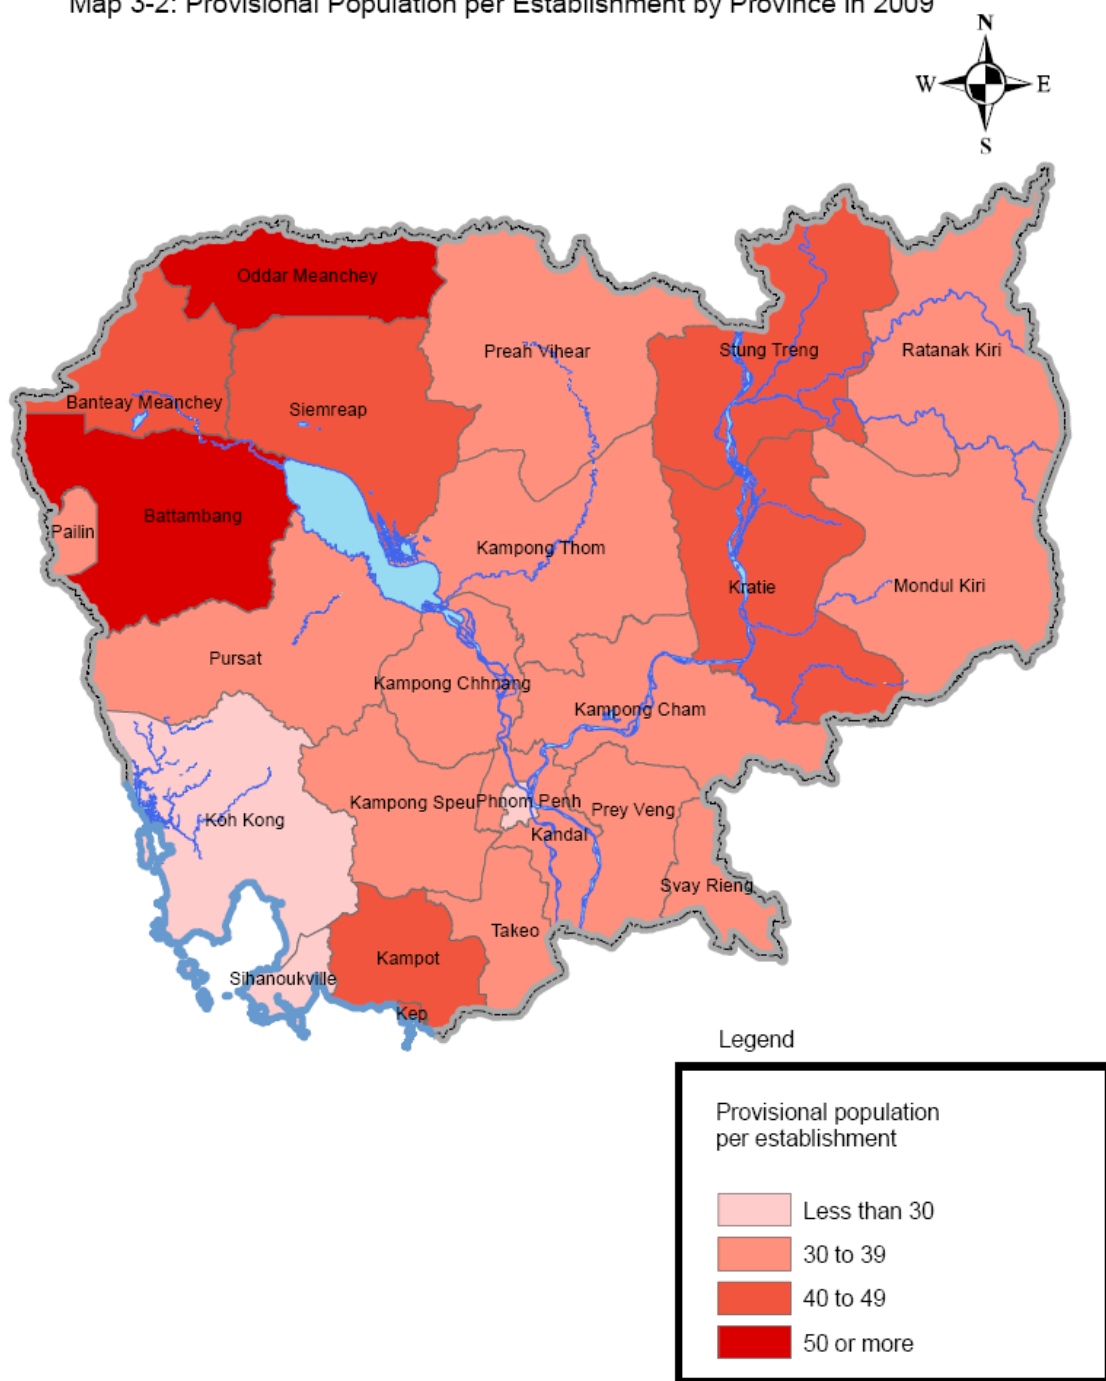 Map 3-2: Provisional Population per Establishment by Province in 2009
N
W E
S
Oddar Meanchey
Preah Vihear
Stung Treng
Ratanak Kiri
Banteay Meanchey
Siemreap
Battambang
Pailin
Kampong Thom
Kratie
Mondul Kiri
Pursat
Kampong Chhnang
Kampong Cham
Kampong Speu
Phnom Penh
Prey Veng
Koh Kong
Kandal
Svay Rieng
Takeo
Kampot
Sihanoukville
Kep
Legend
Provisional population
per establishment
Less than 30
30 to 39
40 to 49
50 or more